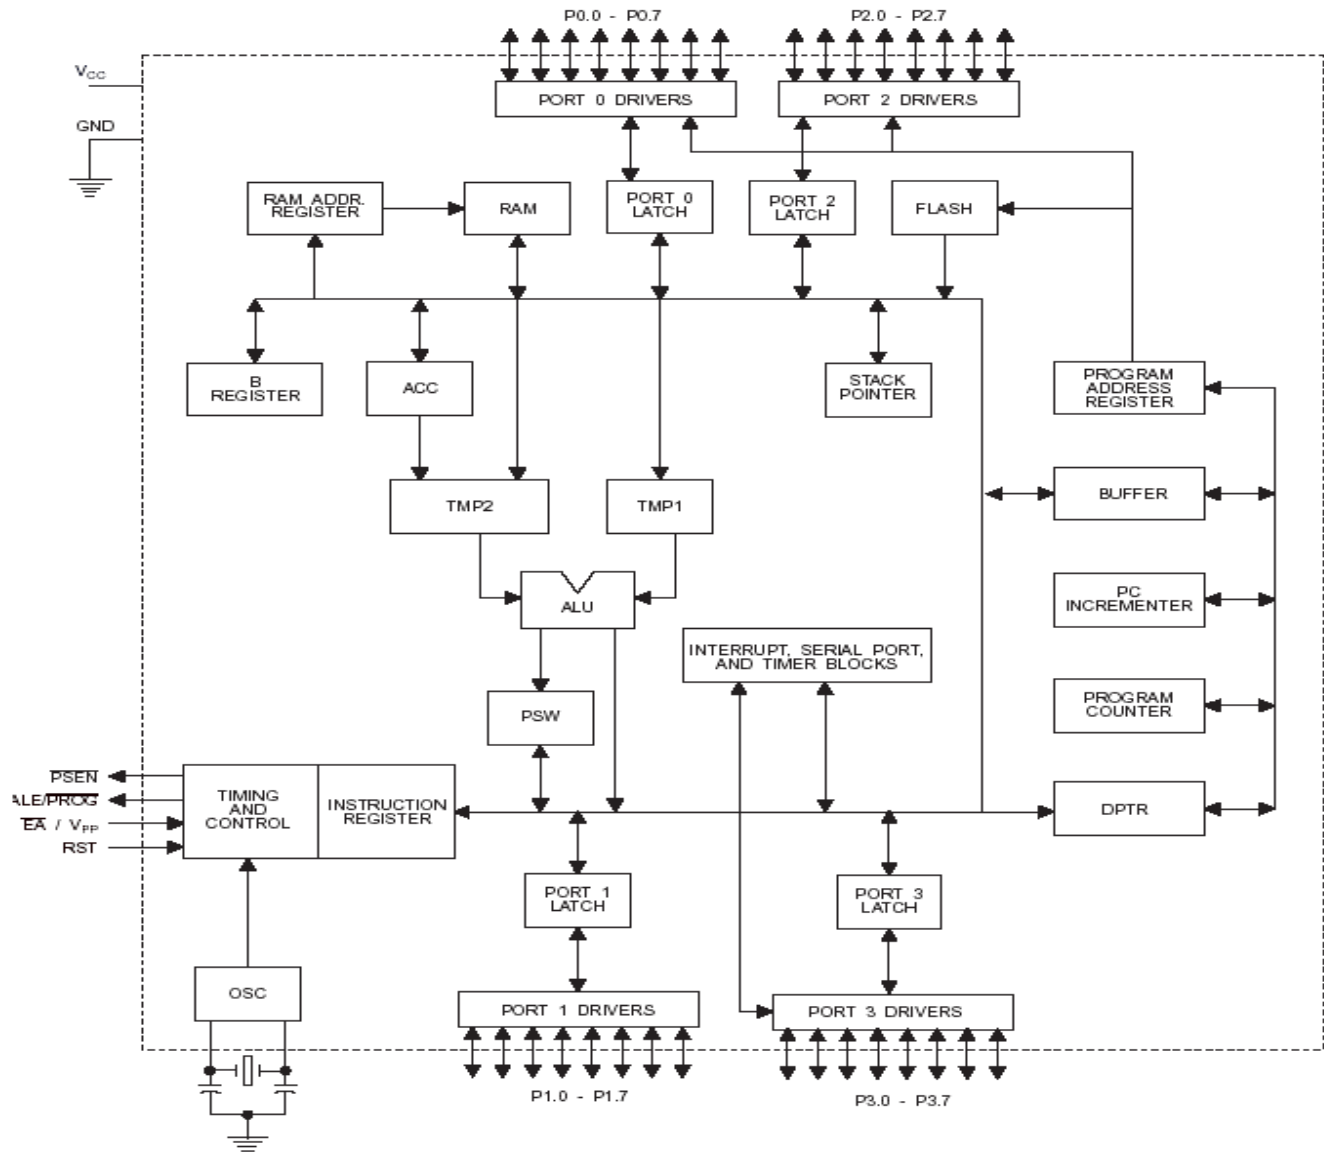 P0.0 - P0.7
P2.0 - P2.7
VCC
GND
PORT 0 DRIVERS
PORT 2 DRIVERS
RAM ADDR.
REGISTER
RAM
PORT 0
LATCH
PORT 2
LATCH
FLASH
B
REGISTER
ACC
STACK
POINTER
PROGRAM
ADDRESS
REGISTER
TMP2
TMP1
BUFFER
ALU
PC
INCREMENTER
INTERRUPT, SERIAL PORT,
AND TIMER BLOCKS
PSW
PROGRAM
COUNTER
PSEN
ALE/PROG
EA / VPP
RST
TIMING
AND
CONTROL
INSTRUCTION
REGISTER
DPTR
PORT 1
LATCH
PORT 3
LATCH
OSC
PORT 1 DRIVERS
PORT 3 DRIVERS
P1.0 - P1.7
P3.0 - P3.7